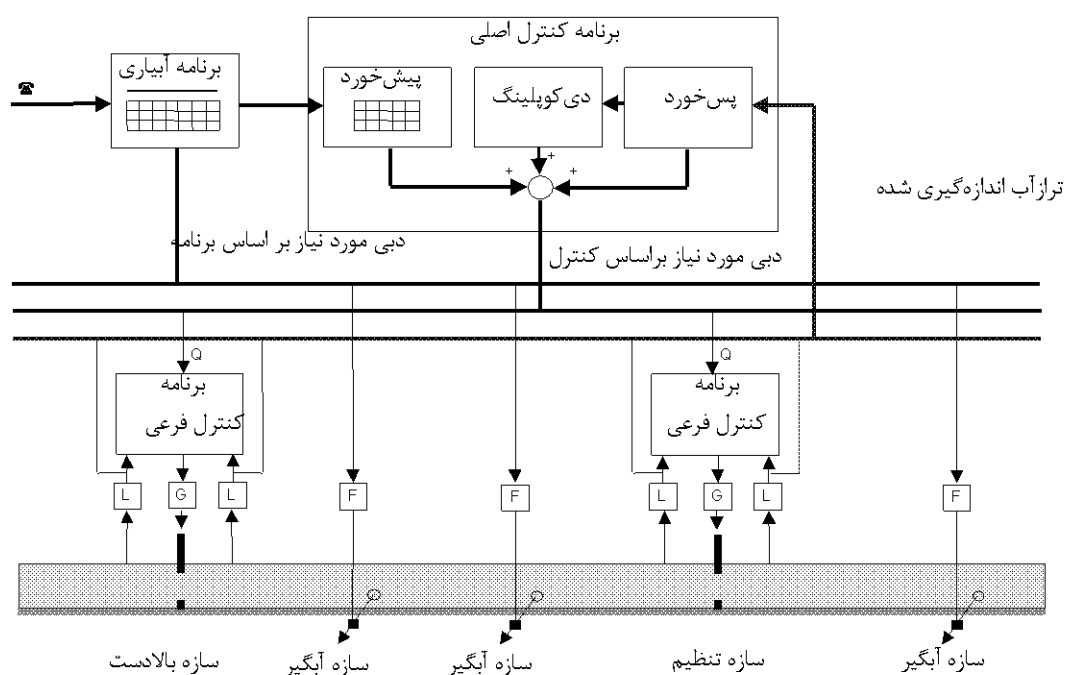 برنامه کنترل اصلی
برنامه آبیاری
پیش‌خورد
دی‌کوپلینگ
پس‌خورد
+
+
+
ترازآب اندازه‌گیری شده
دبی مورد نیاز بر اساس برنامه
دبی مورد نیاز براساس کنترل
Q
برنامه
کنترل فرعی
Q
برنامه
کنترل فرعی
L
G
L
F
F
L
G
L
F
سازه بالادست
سازه آبگیر
سازه آبگیر
سازه تنظیم
سازه آبگیر